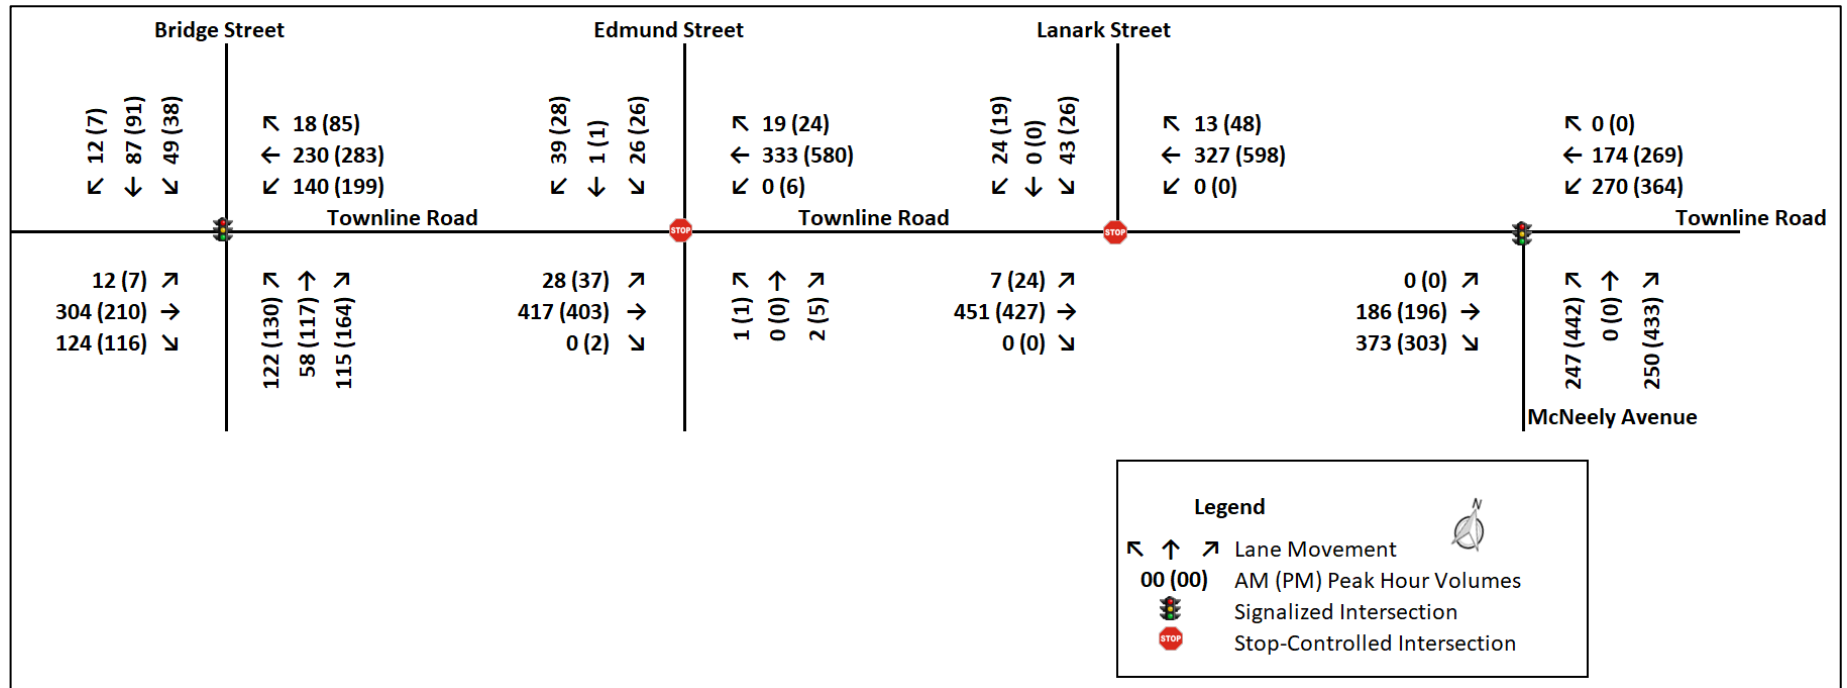 Bridge Street
Edmund Street
Lanark Street
12 (7)
87 (91)
49 (38)
18 (85)
230 (283)
140 (199)
39 (28)
1 (1)
26 (26)
19 (24)
333 (580)
0 (6)
24 (19)
0 (0)
43 (26)
13 (48)
327 (598)
0 (0)
0 (0)
174 (269)
270 (364)
Townline Road
Townline Road
Townline Road
12 (7)
304 (210)
124 (116)
122 (130)
58 (117)
115 (164)
28 (37)
417 (403)
0 (2)
1 (1)
0 (0)
2 (5)
7 (24)
451 (427)
0 (0)
0 (0)
186 (196)
373 (303)
247 (442)
0 (0)
250 (433)
STOP
STOP
McNeely Avenue
Legend
N
Lane Movement
00 (00) AM (PM) Peak Hour Volumes
Signalized Intersection
STOP Stop-Controlled Intersection